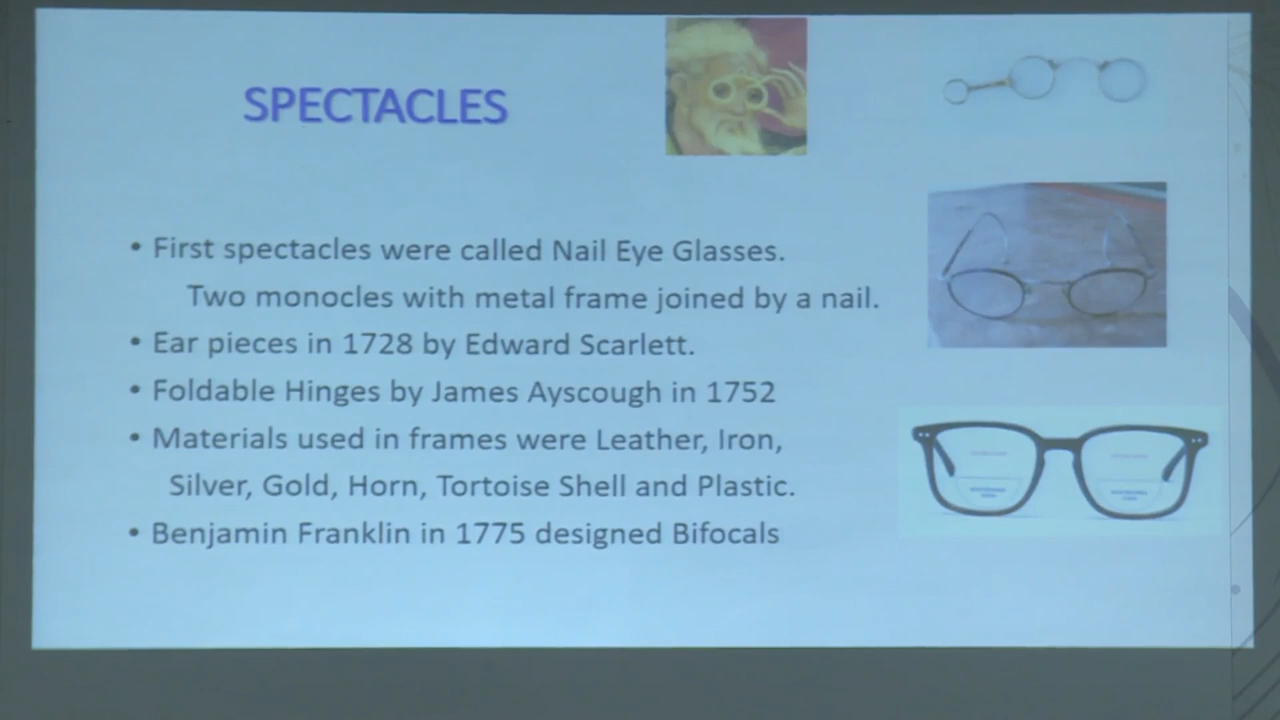 SPECTACLES
• First spectacles were called Nail Eye Glasses.
Two monocles with metal frame joined by a nail.
• Ear pieces in 1728 by Edward Scarlett.
• Foldable Hinges by James Ayscough in 1752
• Materials used in frames were Leather, Iron,
Silver, Gold, Horn, Tortoise Shell and Plastic.
• Benjamin Franklin in 1775 designed Bifocals